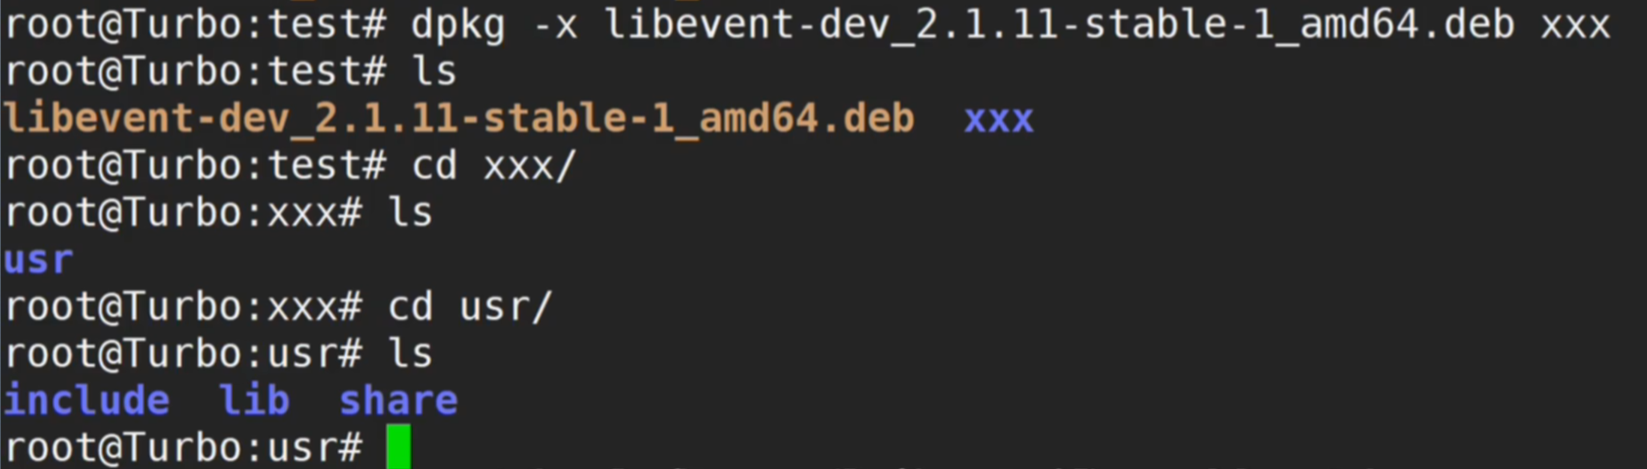 root@Turbo:test# dpkg -x libevent-dev_2.1.11-stable-1_amd64.deb xxx
root@Turbo:test# ls
libevent-dev_2.1.11-stable-1_amd64.deb  xxx
root@Turbo:test# cd xxx/
root@Turbo:xxx# ls
usr
root@Turbo:xxx# cd usr/
root@Turbo:usr# ls
include  lib  share
root@Turbo:usr#